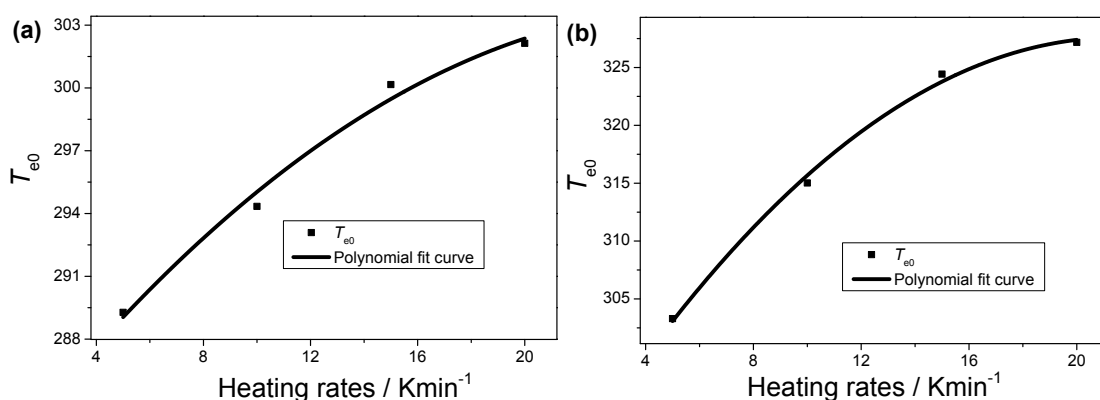 (a)
303
300
297
294
291
288
4
8
12
16
20
T_e0
Heating rates / Kmin⁻¹
T_e0
Polynomial fit curve
(b)
325
320
315
310
305
4
8
12
16
20
T_e0
Heating rates / Kmin⁻¹
T_e0
Polynomial fit curve